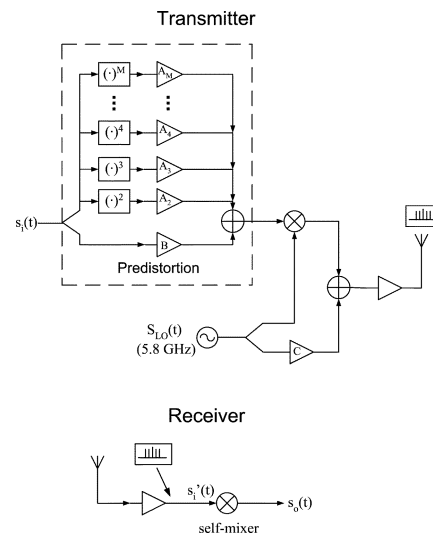 Transmitter
(·)ᴹ
A_M
(·)⁴
A_4
(·)³
A_3
(·)²
A_2
s_i(t)
B
Predistortion
S_LO(t)
(5.8 GHz)
C
Receiver
s_i'(t)
s_o(t)
self-mixer